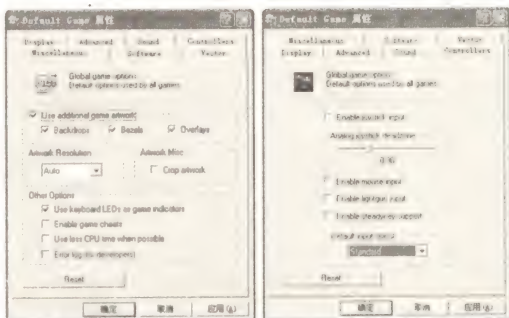 Default Game 属性
Display Advanced Sound Controllers
Miscellaneous Software Vector
Global game options
Default options used by all games
Use additional game artwork
Backdrops Bezels Overlays
Artwork Resolution Artwork Misc
Auto Crop artwork
Other Options
Use keyboard LEDs as game indicators
Enable game cheats
Use less CPU time when possible
Error log (for developers)
Reset
确定 取消 应用(A)
Default Game 属性
Miscellaneous Software Vector
Display Advanced Sound Controllers
Global game options
Default options used by all games
Enable joystick input
Analog joystick deadzone
Enable mouse input
Enable lightgun input
Enable steadykey support
Default input
Standard
Reset
确定 取消 应用(A)